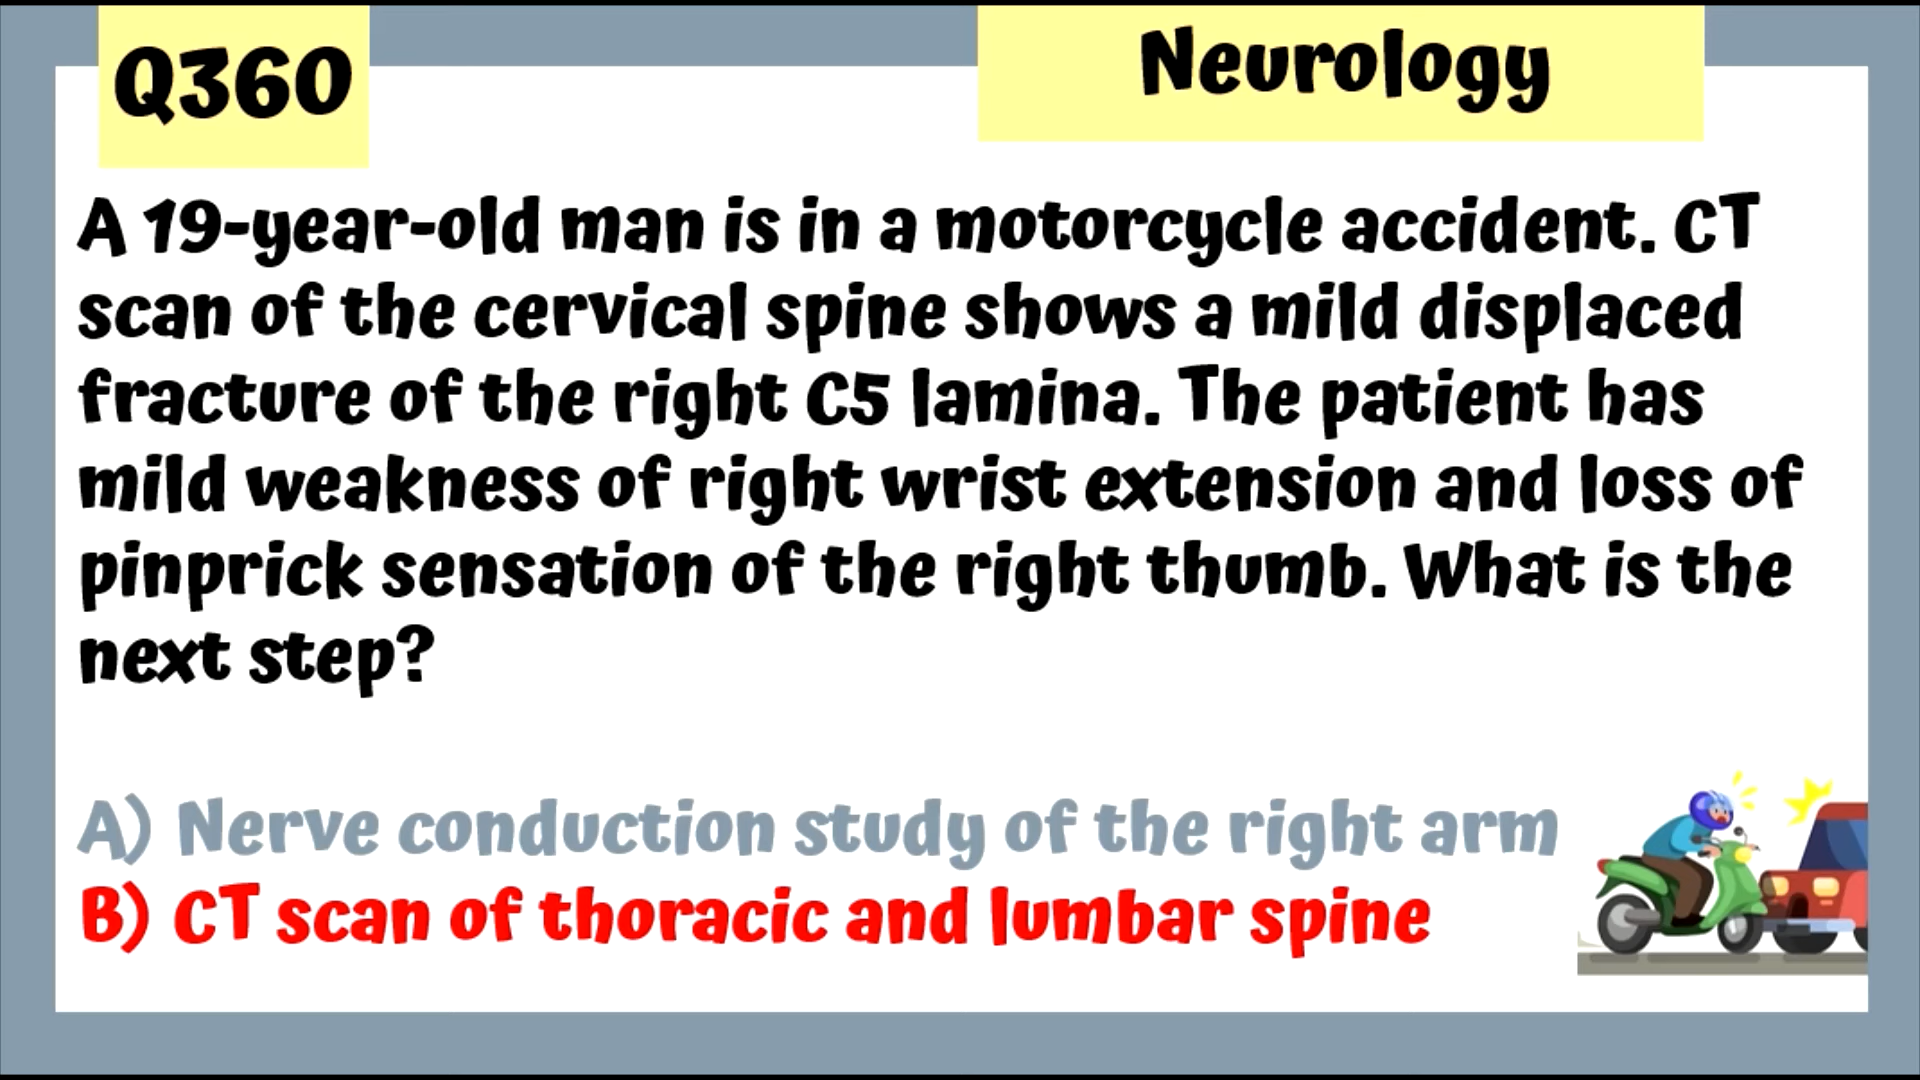 Q360
Neurology
A 19-year-old man is in a motorcycle accident. CT
scan of the cervical spine shows a mild displaced
fracture of the right C5 lamina. The patient has
mild weakness of right wrist extension and loss of
pinprick sensation of the right thumb. What is the
next step?
A) Nerve conduction study of the right arm
B) CT scan of thoracic and lumbar spine